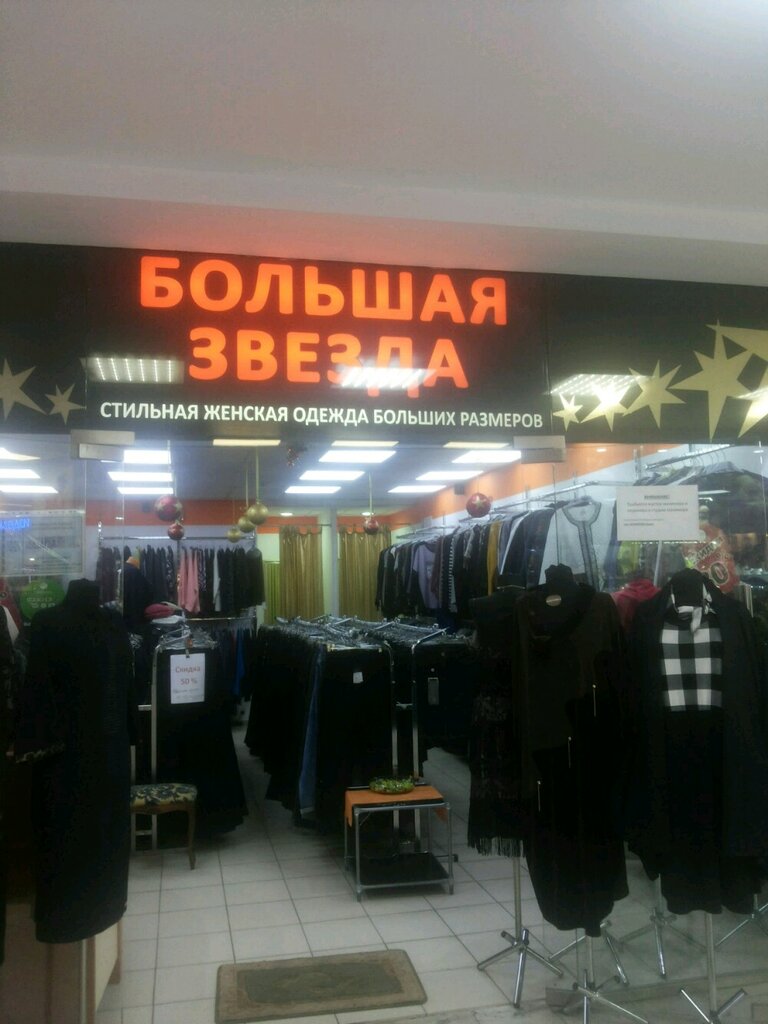 БОЛЬШАЯ
ЗВЕЗДА
СТИЛЬНАЯ ЖЕНСКАЯ ОДЕЖДА БОЛЬШИХ РАЗМЕРОВ
Скидка
50 %